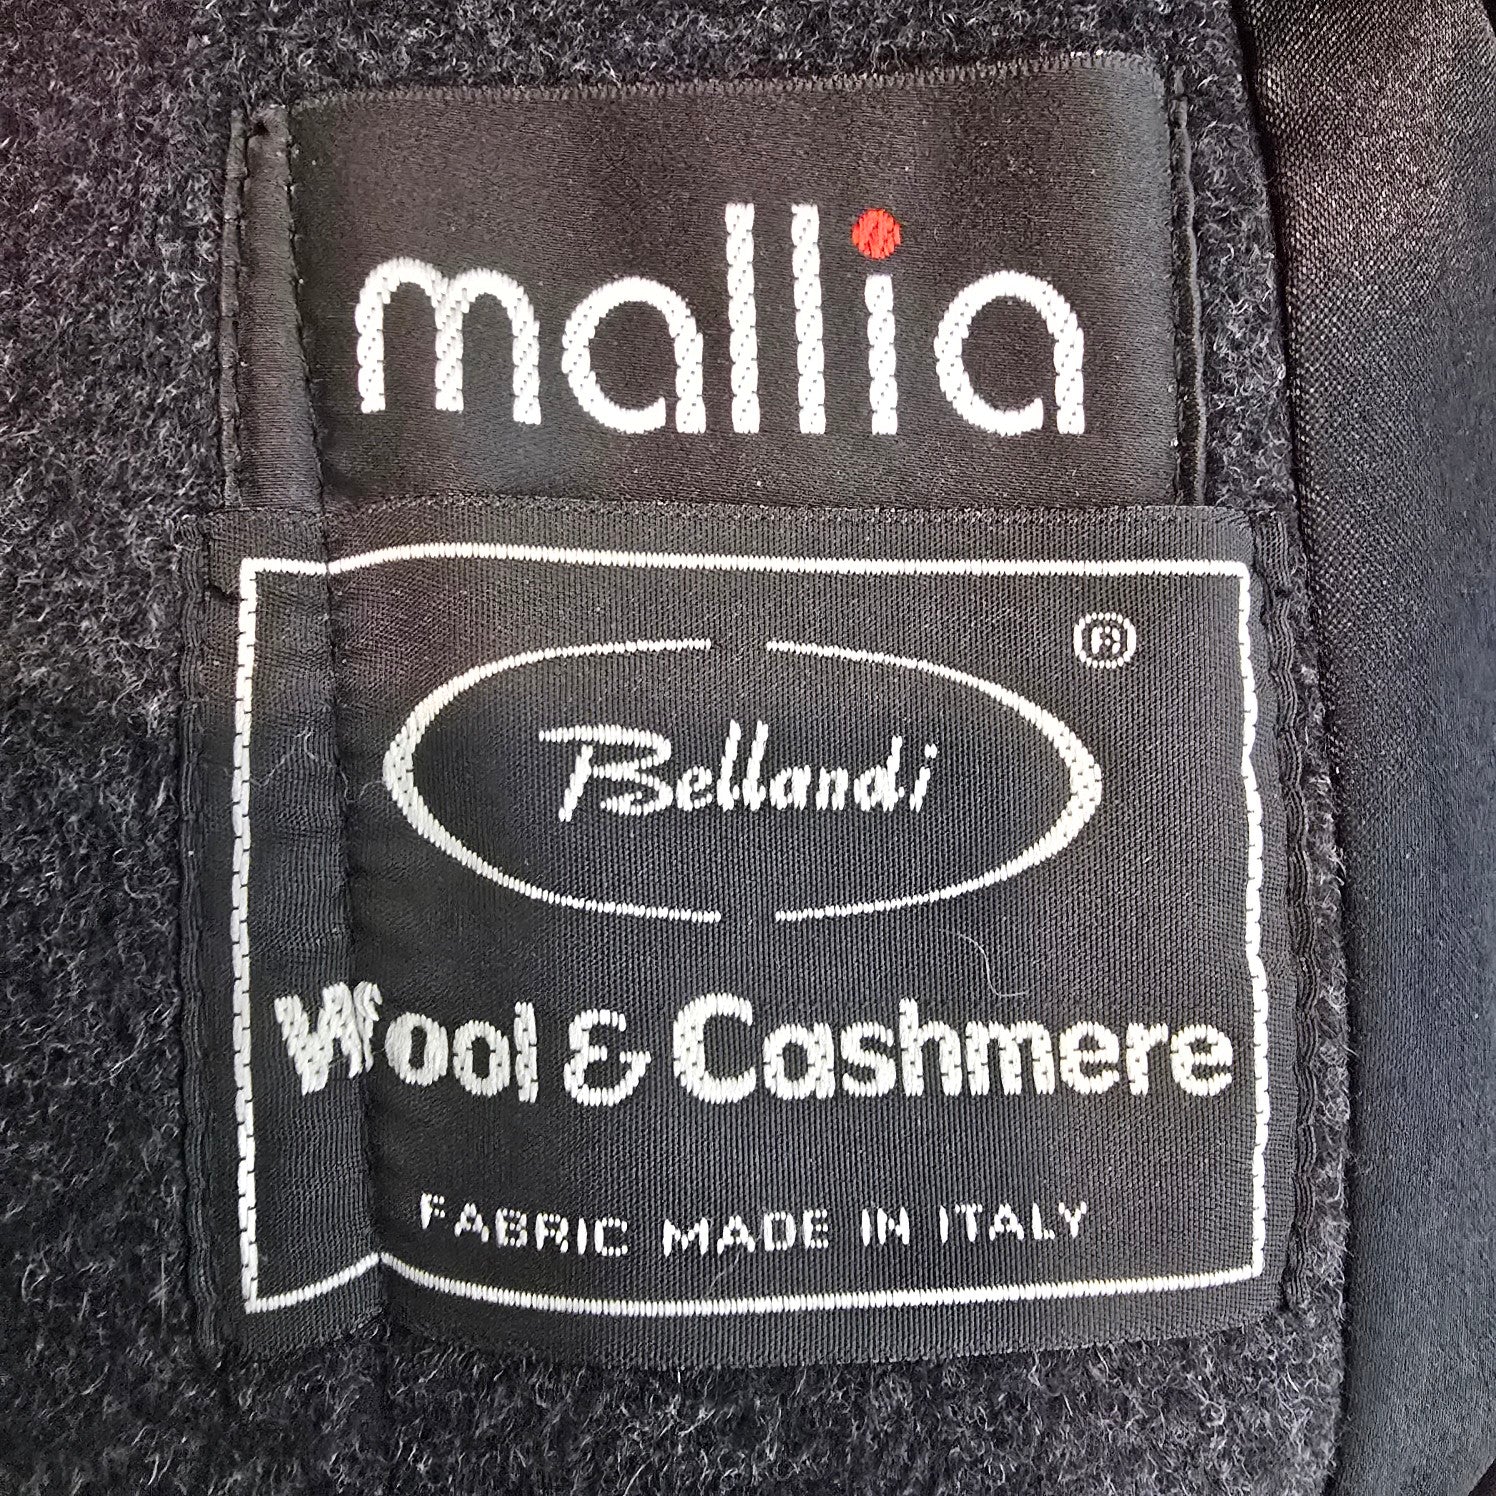 mallia
®
Bellandi
Wool & Cashmere
FABRIC MADE IN ITALY